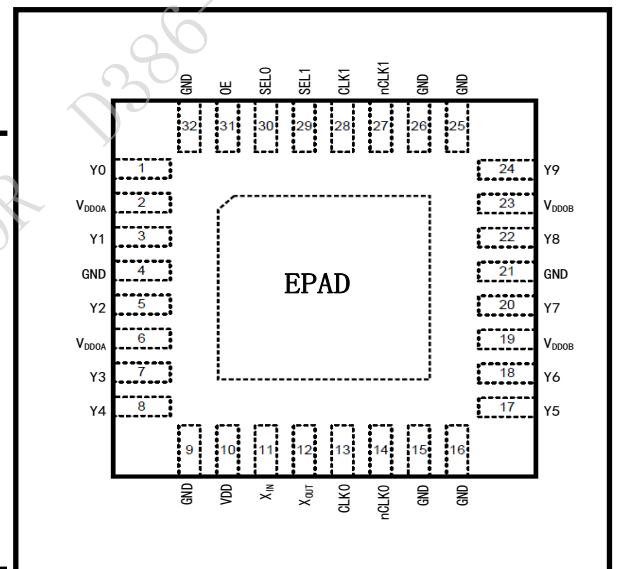 D386-
OR
GND OE SEL0 SEL1 CLK1 nCLK1 GND GND
32 31 30 29 28 27 26 25
Y0 1 24 Y9
VDDOA 2 23 VDDOB
Y1 3 22 Y8
GND 4 21 GND
EPAD
Y2 5 20 Y7
VDDOA 6 19 VDDOB
Y3 7 18 Y6
Y4 8 17 Y5
9 10 11 12 13 14 15 16
GND VDD XIN XOUT CLK0 nCLK0 GND GND